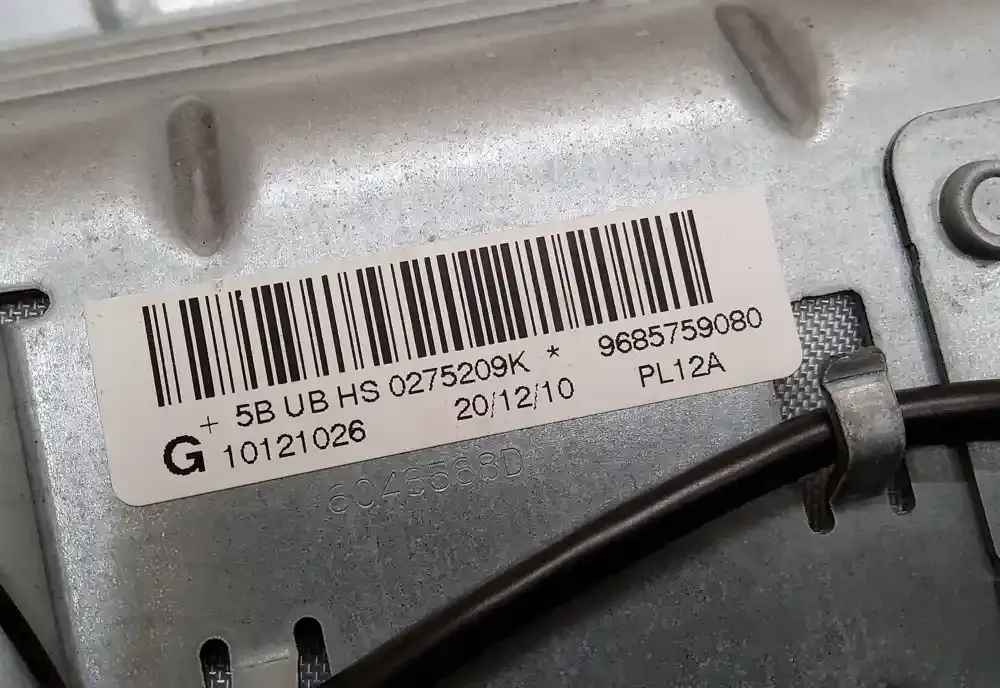 + 5B UB HS 0275209K * 9685759080
G 10121026 20/12/10 PL12A